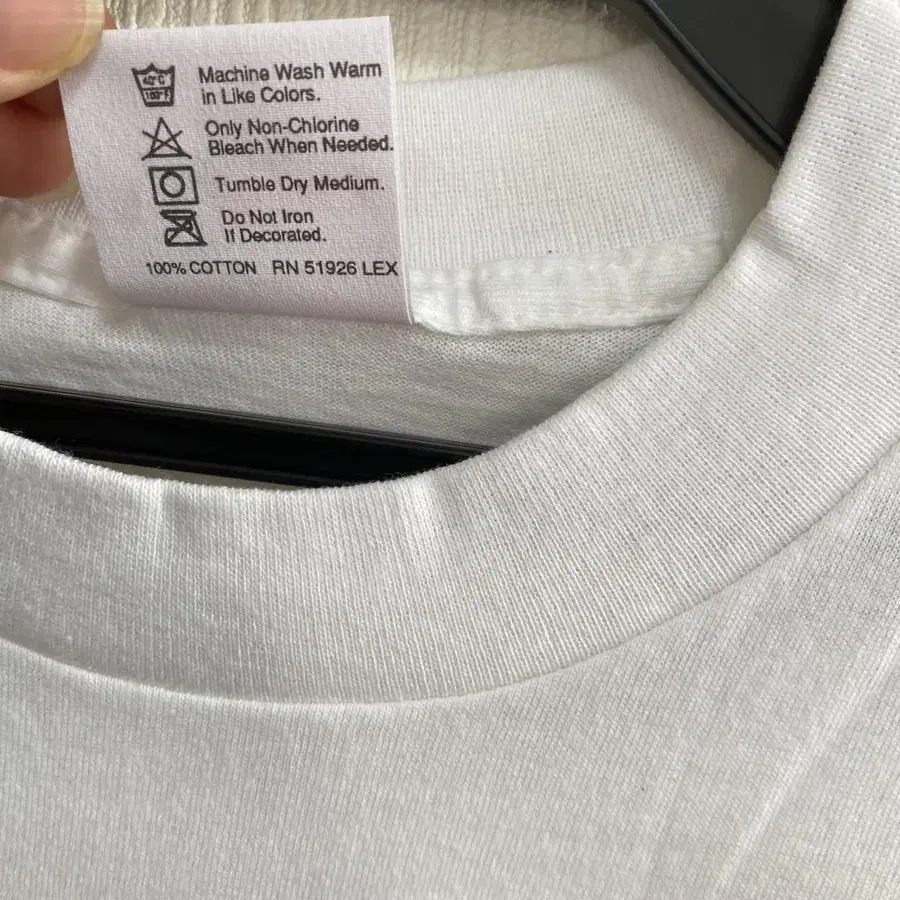 40°C
100°F
Machine Wash Warm
in Like Colors.
Only Non-Chlorine
Bleach When Needed.
Tumble Dry Medium.
Do Not Iron
If Decorated.
100% COTTON RN 51926 LEX